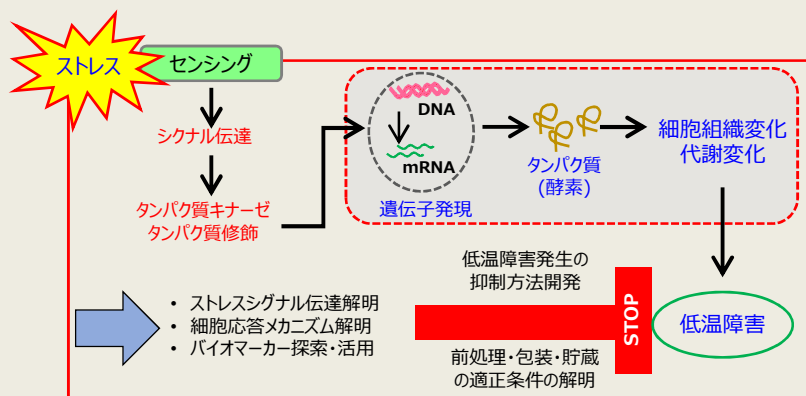 ストレス
センシング
シクナル伝達
タンパク質キナーゼ
タンパク質修飾
DNA
mRNA
遺伝子発現
タンパク質
(酵素)
細胞組織変化
代謝変化
低温障害発生の
抑制方法開発
STOP
低温障害
前処理・包装・貯蔵
の適正条件の解明
• ストレスシグナル伝達解明
• 細胞応答メカニズム解明
• バイオマーカー探索・活用